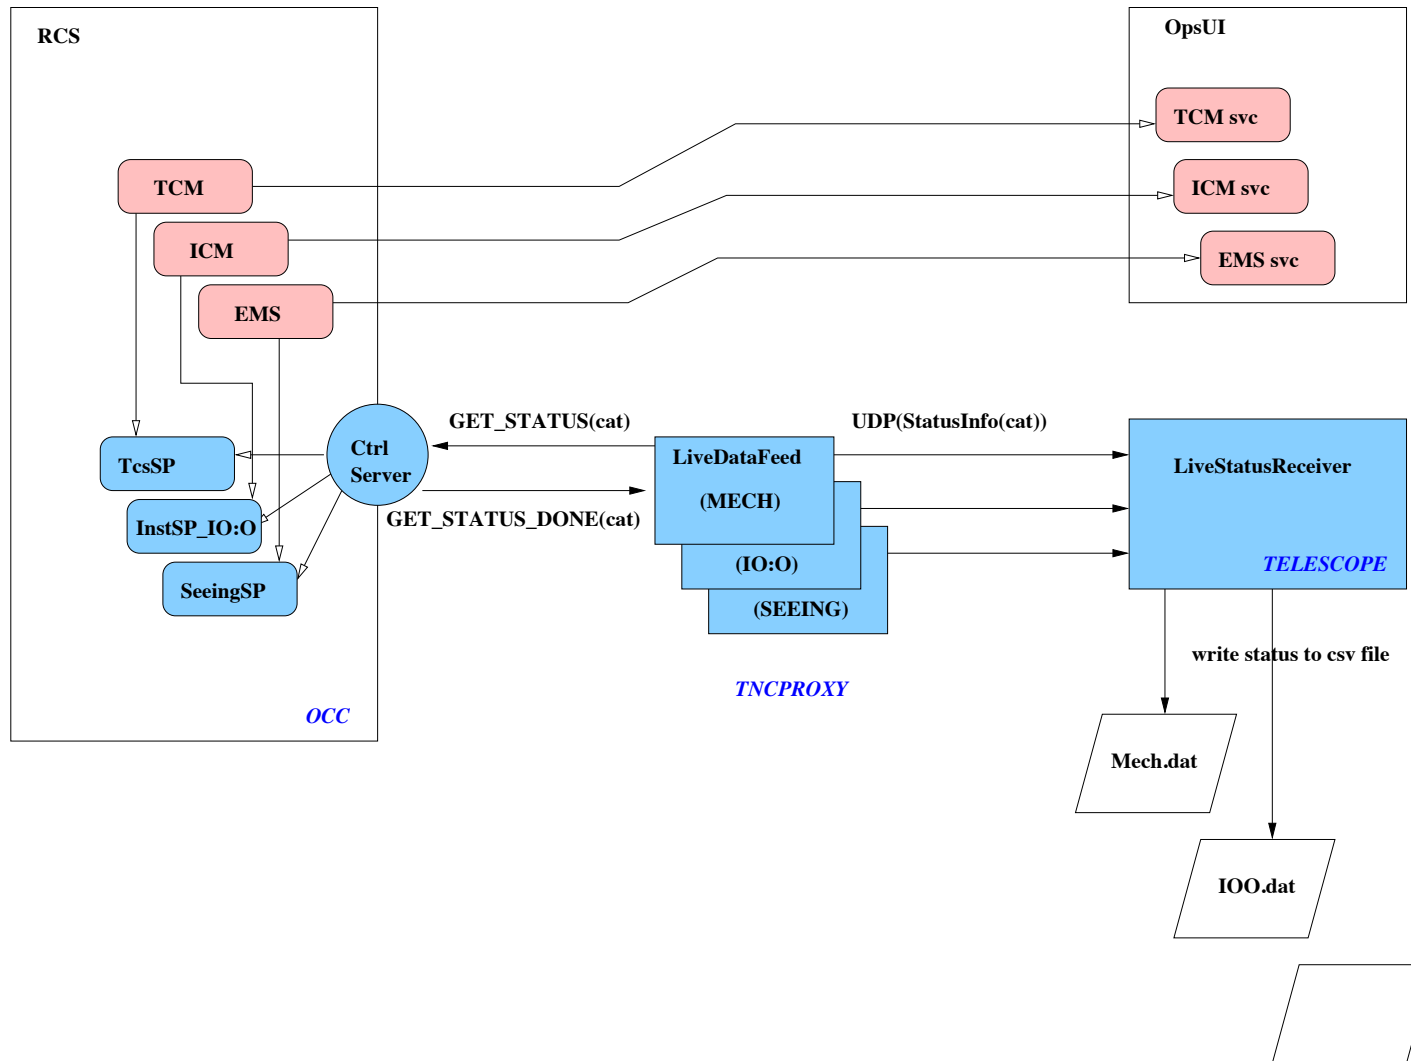 RCS
OpsUI
TCM svc
TCM
ICM svc
ICM
EMS svc
EMS
GET_STATUS(cat)
UDP(StatusInfo(cat))
Ctrl
Server
TcsSP
LiveDataFeed
(MECH)
LiveStatusReceiver
InstSP_IO:O
GET_STATUS_DONE(cat)
(IO:O)
TELESCOPE
SeeingSP
(SEEING)
write status to csv file
TNCPROXY
OCC
Mech.dat
IOO.dat